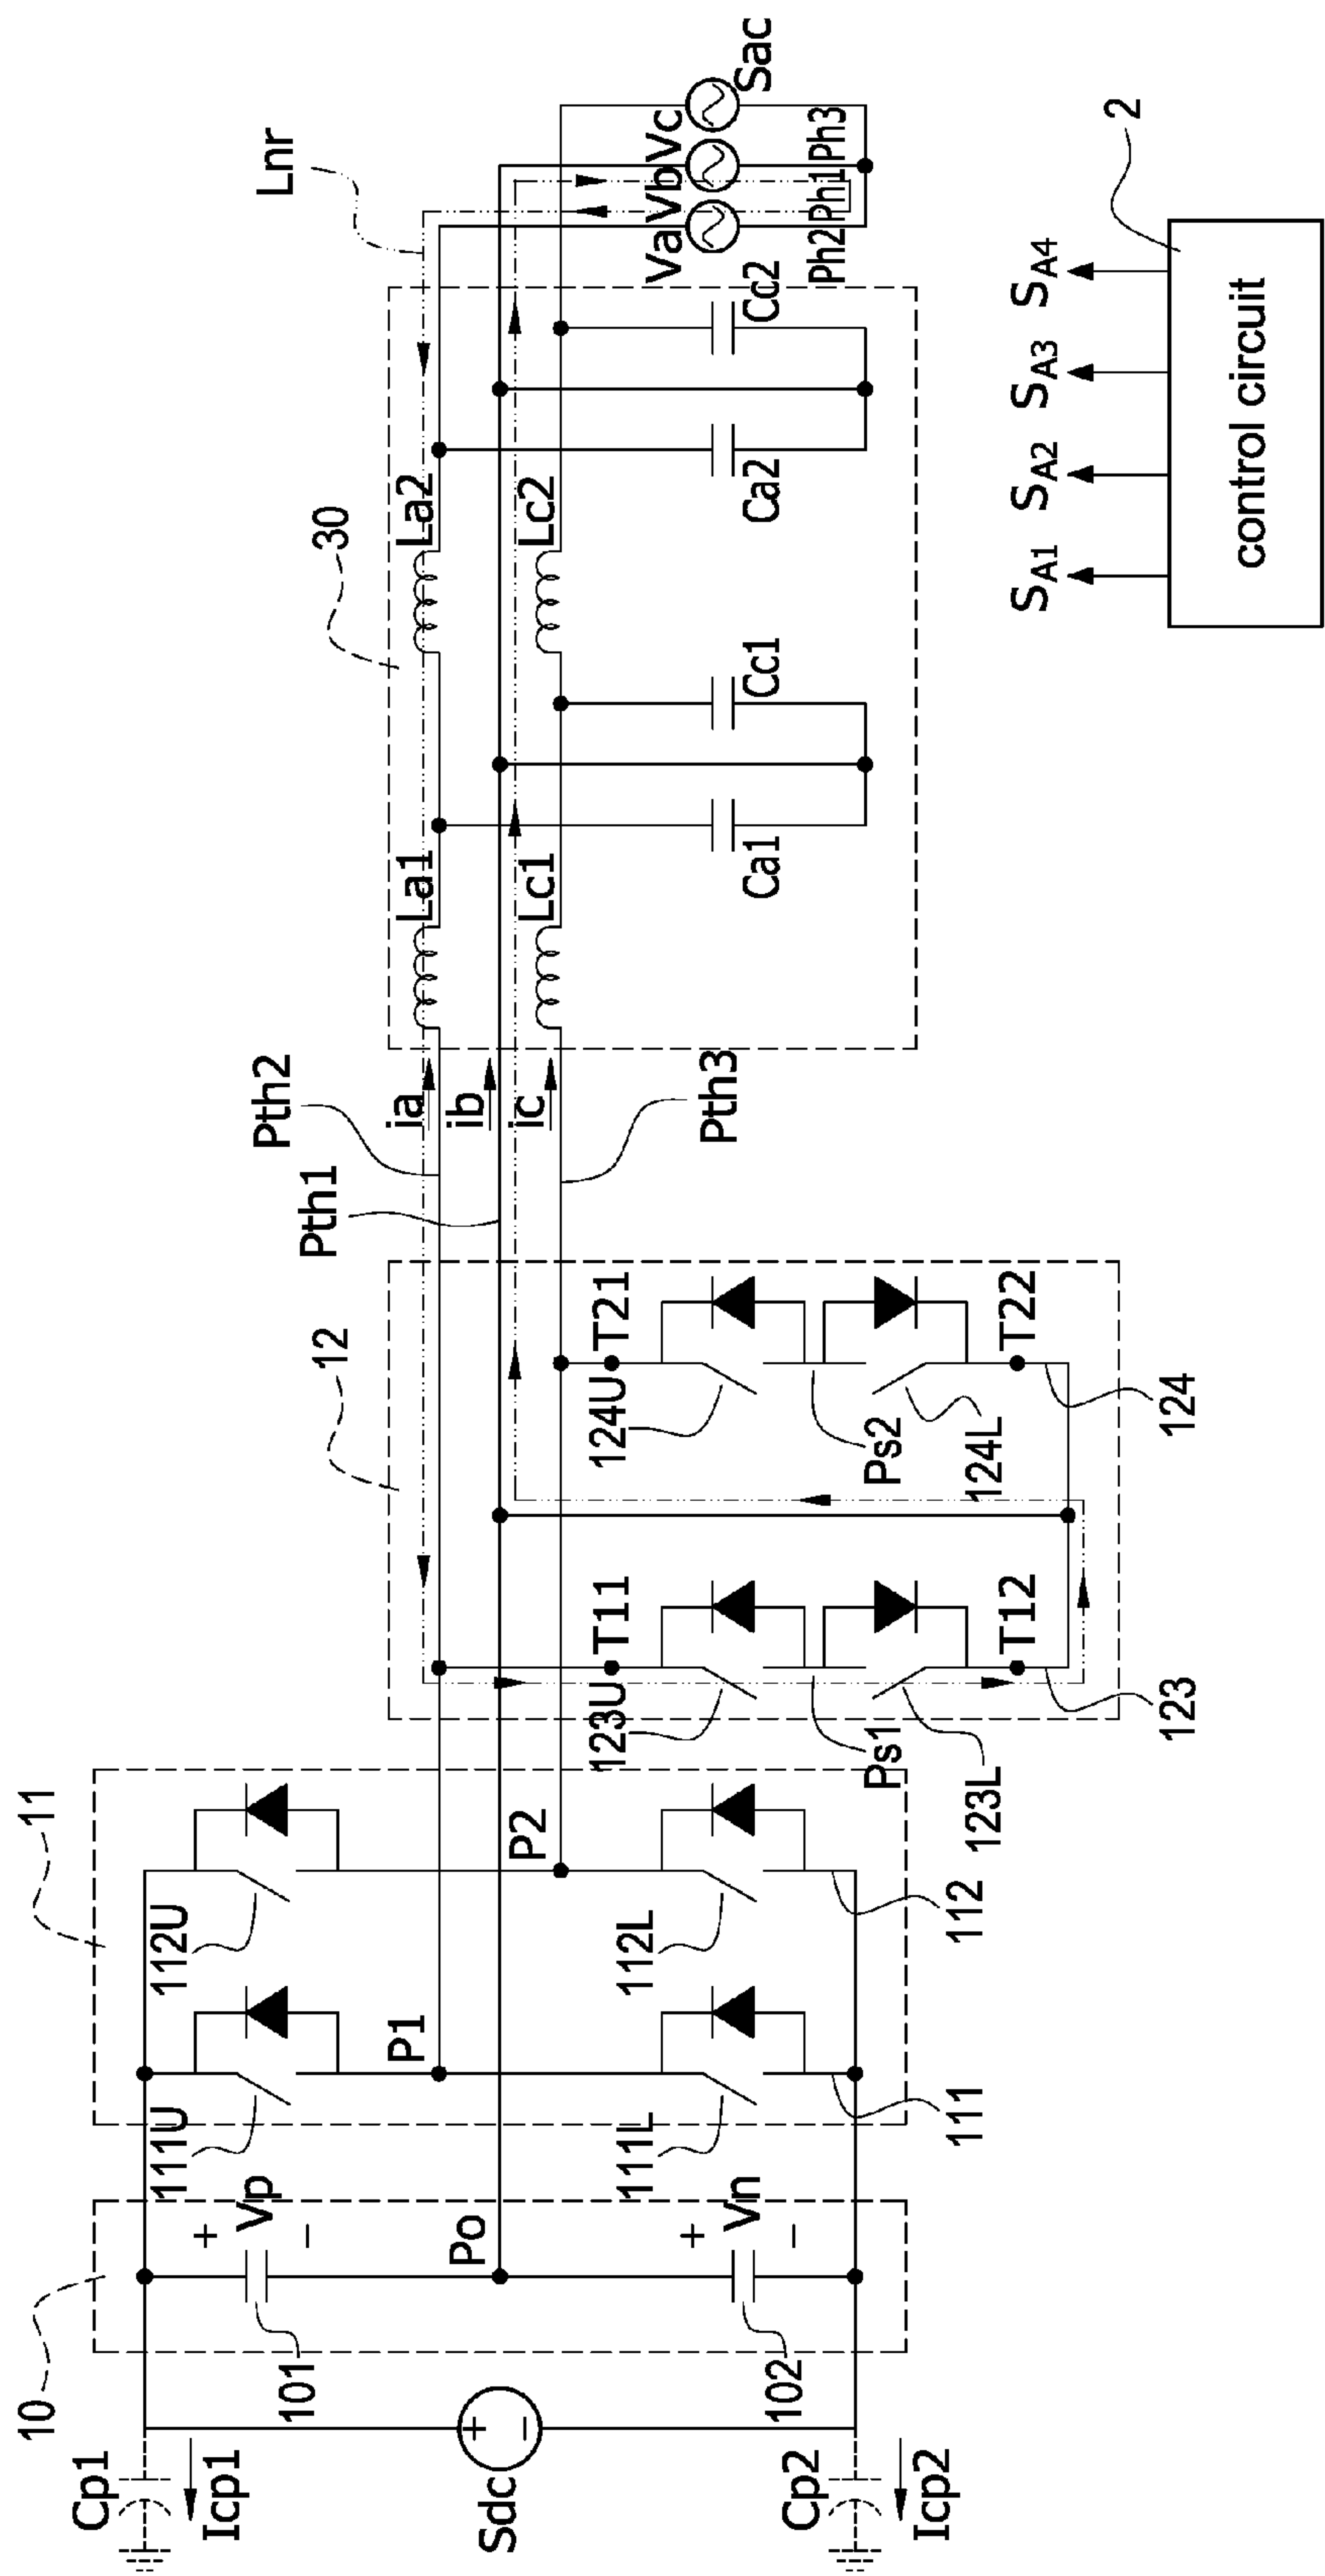 Cp1
Icp1
Sdc
Cp2
Icp2
10
101
102
+
Vp
−
Po
+
Vn
−
+
−
11
111U
112U
P1
P2
111L
112L
111
112
12
T11
T21
123U
124U
Ps1
Ps2
123L
124L
T12
T22
123
124
Pth1
Pth2
Pth3
ia
ib
ic
30
La1
La2
Lc1
Lc2
Ca1
Cc1
Ca2
Cc2
Lnr
Va
Vb
Vc
Sac
Ph2
Ph1
Ph3
SA1
SA2
SA3
SA4
2
control circuit